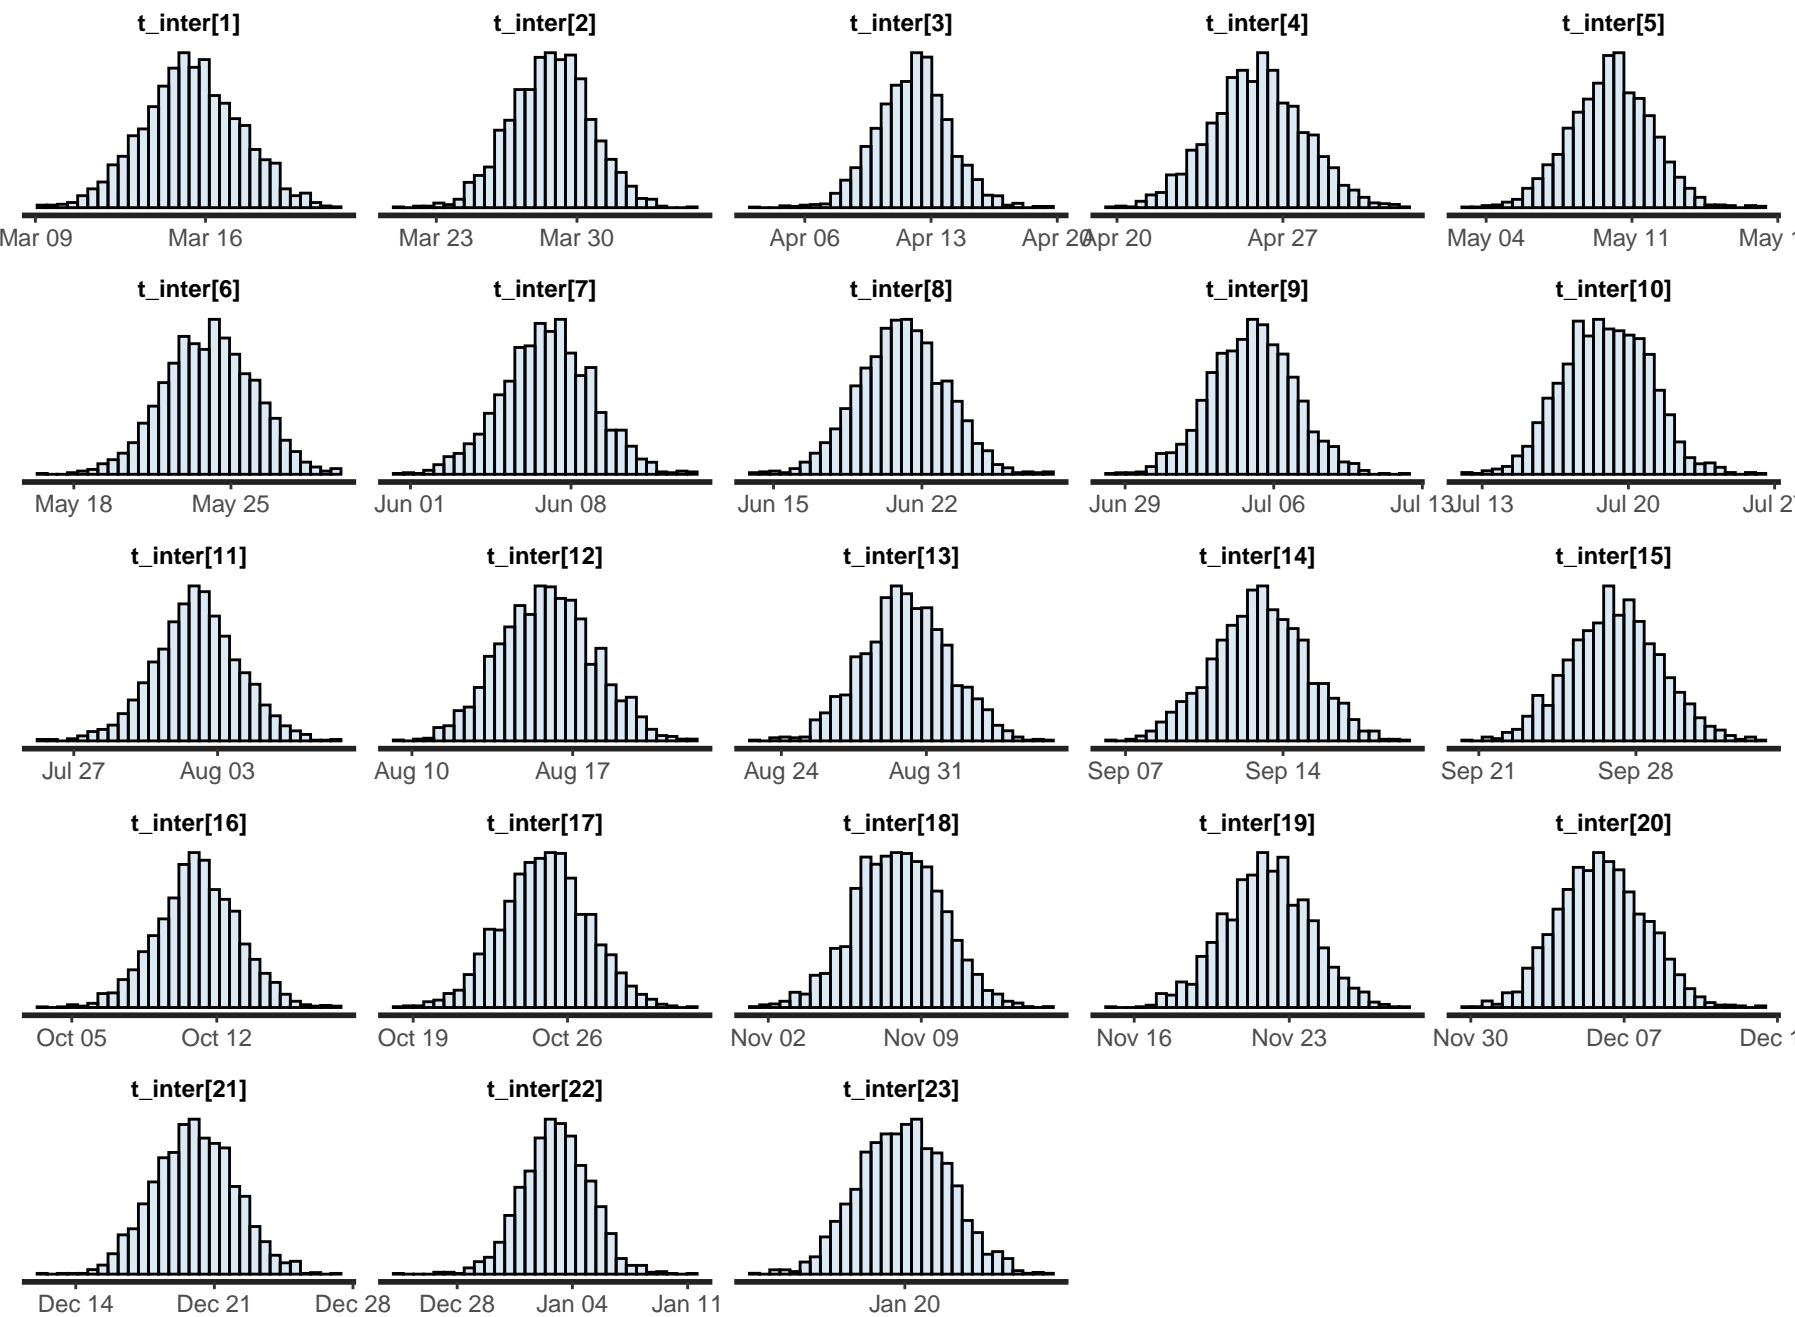 t_inter[1] t_inter[2] t_inter[3] t_inter[4] t_inter[5]
Mar 09 Mar 16 Mar 23 Mar 30 Apr 06 Apr 13 Apr 20 Apr 20 Apr 27 May 04 May 11 May 1
t_inter[6] t_inter[7] t_inter[8] t_inter[9] t_inter[10]
May 18 May 25 Jun 01 Jun 08 Jun 15 Jun 22 Jun 29 Jul 06 Jul 13 Jul 13 Jul 20 Jul 2
t_inter[11] t_inter[12] t_inter[13] t_inter[14] t_inter[15]
Jul 27 Aug 03 Aug 10 Aug 17 Aug 24 Aug 31 Sep 07 Sep 14 Sep 21 Sep 28
t_inter[16] t_inter[17] t_inter[18] t_inter[19] t_inter[20]
Oct 05 Oct 12 Oct 19 Oct 26 Nov 02 Nov 09 Nov 16 Nov 23 Nov 30 Dec 07 Dec 1
t_inter[21] t_inter[22] t_inter[23]
Dec 14 Dec 21 Dec 28 Dec 28 Jan 04 Jan 11 Jan 20